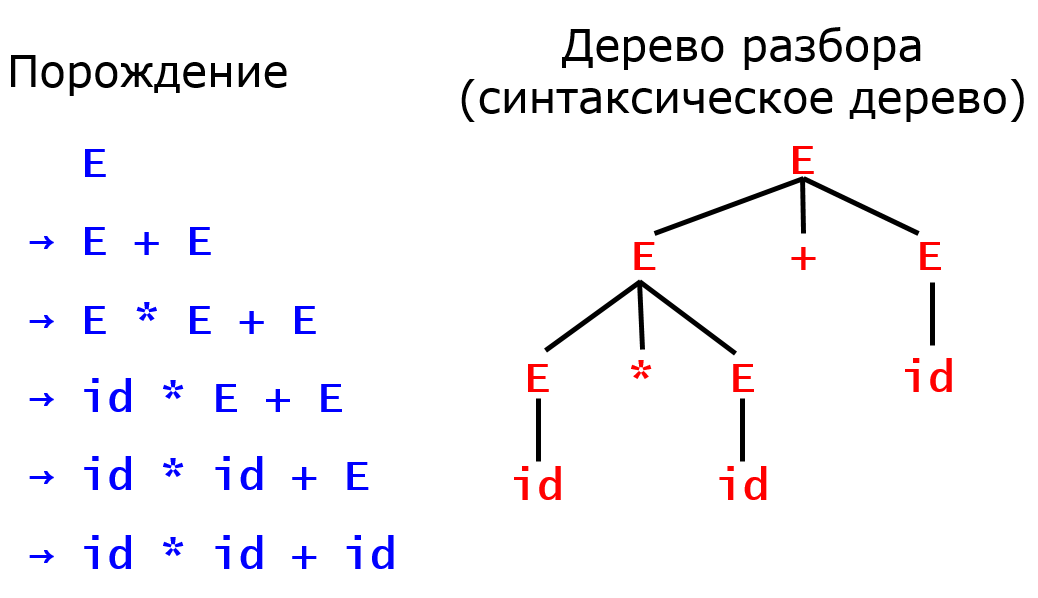 Порождение
E
→ E + E
→ E * E + E
→ id * E + E
→ id * id + E
→ id * id + id
Дерево разбора
(синтаксическое дерево)
E
E + E
E * E id
id id